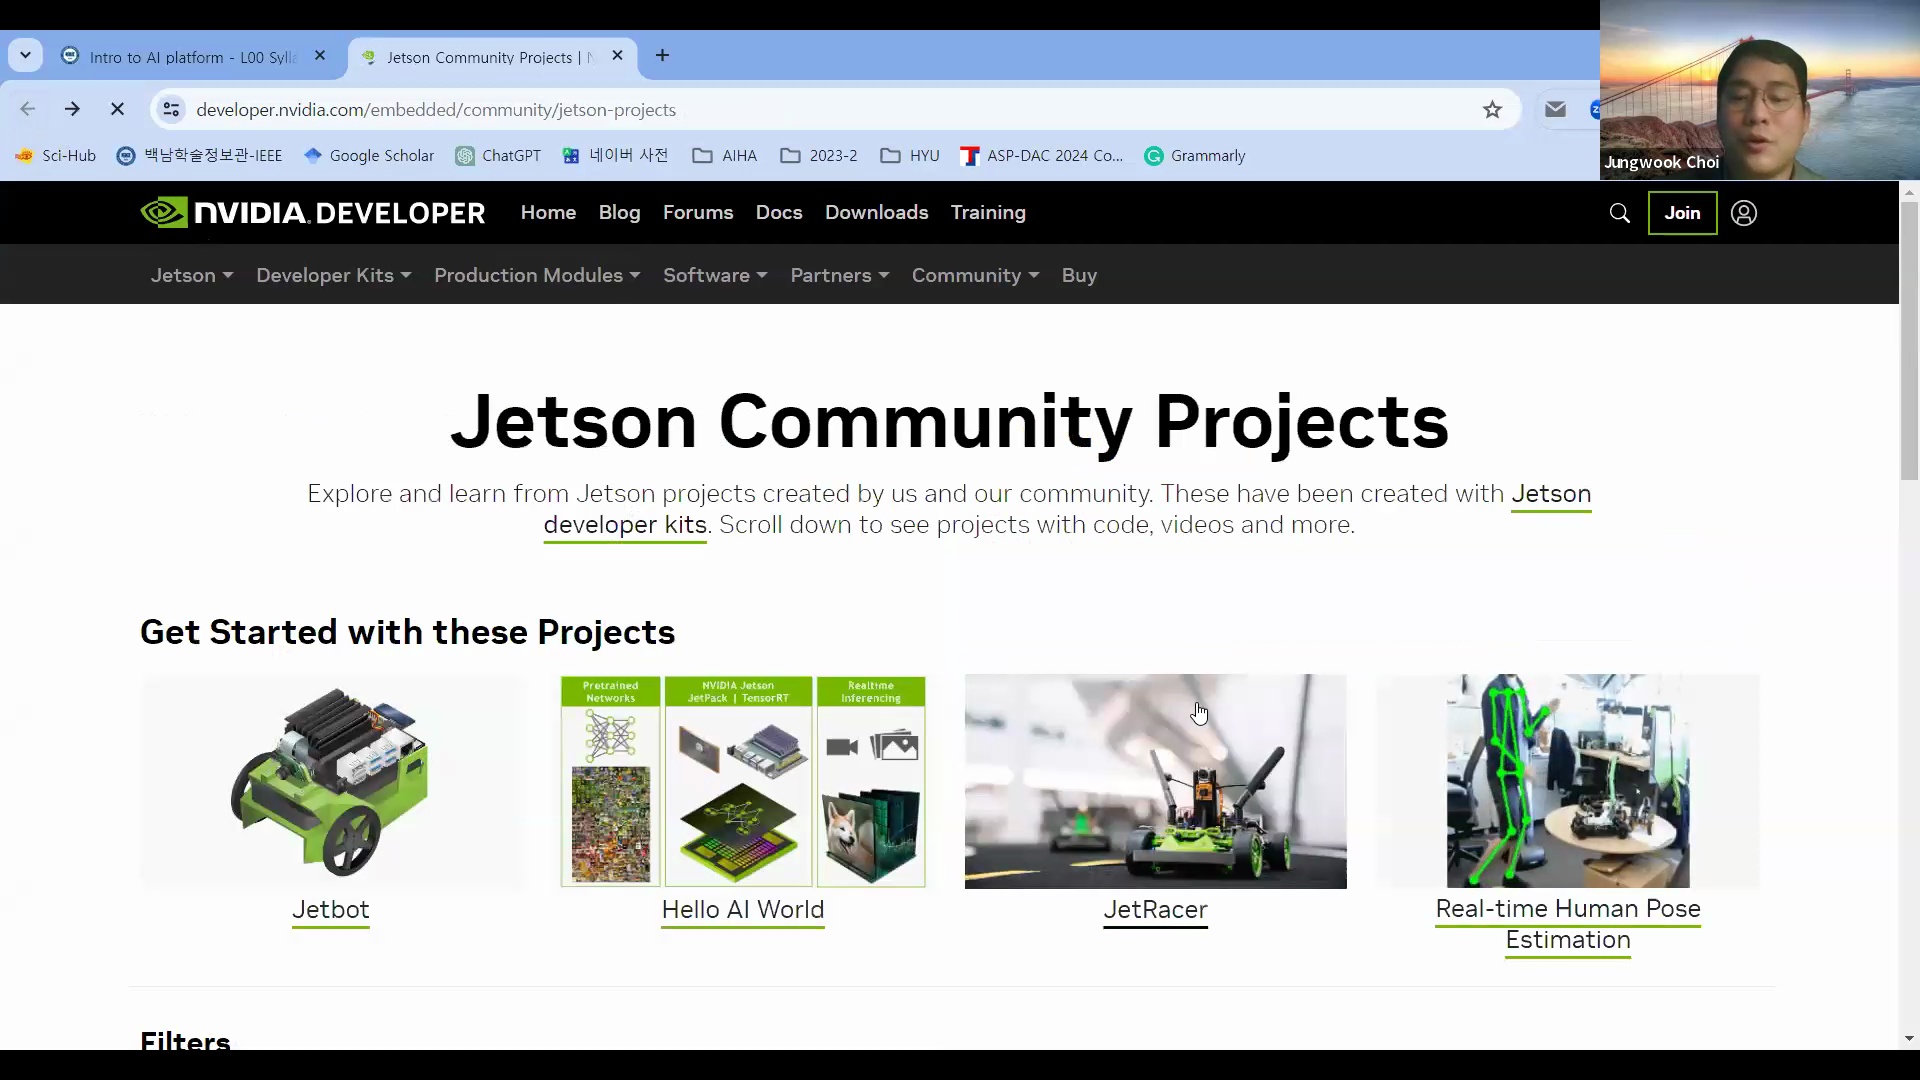 Intro to AI platform - L00 Sylla
Jetson Community Projects | N
developer.nvidia.com/embedded/community/jetson-projects
Sci-Hub 백남학술정보관-IEEE Google Scholar ChatGPT 네이버 사전 AIHA 2023-2 HYU ASP-DAC 2024 Co... Grammarly
Jungwook Choi
NVIDIA. DEVELOPER Home Blog Forums Docs Downloads Training Join
Jetson Developer Kits Production Modules Software Partners Community Buy
Jetson Community Projects
Explore and learn from Jetson projects created by us and our community. These have been created with Jetson
developer kits. Scroll down to see projects with code, videos and more.
Get Started with these Projects
Pretrained
Networks
NVIDIA Jetson
JetPack | TensorRT
Realtime
Inferencing
Jetbot
Hello AI World
JetRacer
Real-time Human Pose
Estimation
Filters